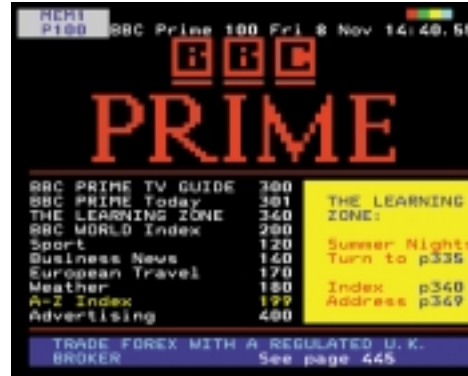 MEM1
P100 BBC Prime 100 Fri 8 Nov 14:40.5
BBC
PRIME
BBC PRIME TV GUIDE 300
BBC PRIME Today 301
THE LEARNING ZONE 340
BBC WORLD Index 200
Sport 120
Business News 140
European Travel 170
Weather 180
A-Z Index 199
Advertising 400
THE LEARNING
ZONE:
Summer Nights
Turn to p335
Index p340
Address p349
TRADE FOREX WITH A REGULATED U.K.
BROKER See page 445